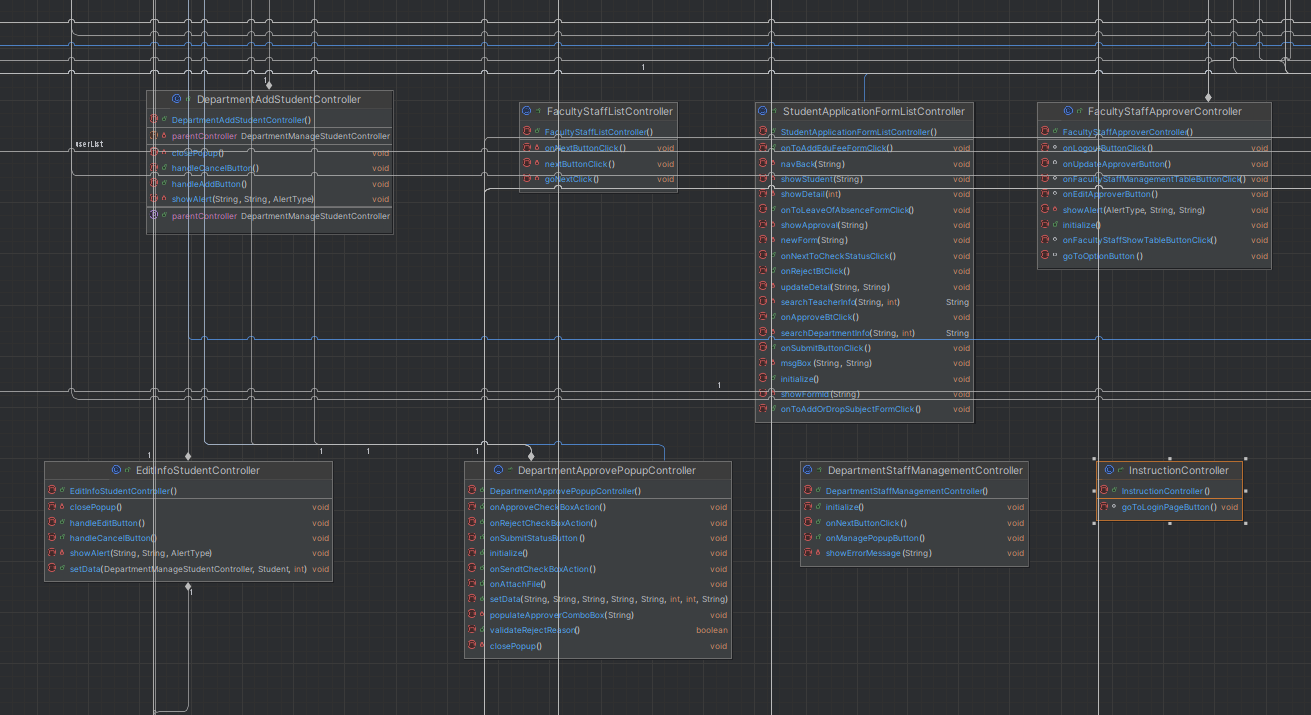 1
1
DepartmentAddStudentController
DepartmentAddStudentController()
parentController DepartmentManageStudentController
closePopup() void
handleCancelButton() void
handleAddButton() void
showAlert(String, String, AlertType) void
parentController DepartmentManageStudentController
userList
FacultyStaffListController
FacultyStaffListController()
onNextButtonClick() void
nextButtonClick() void
goNextClick() void
StudentApplicationFormListController
StudentApplicationFormListController()
onToAddEduFeeFormClick() void
navBack(String) void
showStudent(String) void
showDetail(int) void
onToLeaveOfAbsenceFormClick() void
showApproval(String) void
newForm(String) void
onNextToCheckStatusClick() void
onRejectBtClick() void
updateDetail(String, String) void
searchTeacherInfo(String, int) String
onApproveBtClick() void
searchDepartmentInfo(String, int) String
onSubmitButtonClick() void
msgBox(String, String) void
initialize() void
showFormId(String) void
onToAddOrDropSubjectFormClick() void
FacultyStaffApproverController
FacultyStaffApproverController()
onLogoutButtonClick() void
onUpdateApproverButton() void
onFacultyStaffManagementTableButtonClick() void
onEditApproverButton() void
showAlert(AlertType, String, String) void
initialize() void
onFacultyStaffShowTableButtonClick() void
goToOptionButton() void
1
1
1
1
1
EditInfoStudentController
EditInfoStudentController()
closePopup() void
handleEditButton() void
handleCancelButton() void
showAlert(String, String, AlertType) void
setData(DepartmentManageStudentController, Student, int) void
1
DepartmentApprovePopupController
DepartmentApprovePopupController()
onApproveCheckBoxAction() void
onRejectCheckBoxAction() void
onSubmitStatusButton() void
initialize() void
onSendtCheckBoxAction() void
onAttachFile() void
setData(String, String, String, String, String, int, int, String) void
populateApproverComboBox(String) void
validateRejectReason() boolean
closePopup() void
DepartmentStaffManagementController
DepartmentStaffManagementController()
initialize() void
onNextButtonClick() void
onManagePopupButton() void
showErrorMessage(String) void
InstructionController
InstructionController()
goToLoginPageButton() void